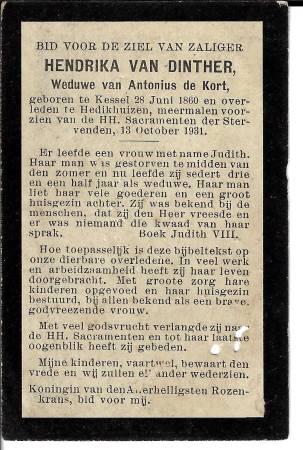 BID VOOR DE ZIEL VAN ZALIGER
HENDRIKA VAN DINTHER,
Weduwe van Antonius de Kort,
geboren te Kessel 28 Juni 1860 en over-
leden te Hedikhuizen, meermalen voor-
zien van de HH. Sacramenten der Ster-
venden, 13 October 1931.
Er leefde een vrouw met name Judith.
Haar man was gestorven te midden van
den zomer en nu leefde zij sedert drie
en een half jaar als weduwe. Haar man
liet haar vele goederen en een groot
huisgezin achter. Zij was bekend bij
de menschen, dat zij den Heer vreesde en
er was niemand die kwaad van haar
sprak. Boek Judith VIII.
Hoe toepasselijk is deze bijbeltekst op
onze dierbare overledene. In veel werk
en arbeidzaamheid heeft zij haar leven
doorgebracht. Met groote zorg hare
kinderen opgevoed en haar huisgezin
bestuurd, bij allen bekend als een brave,
godvreezende vrouw.
Met veel godsvrucht verlangde zij naar
de HH. Sacramenten en tot haar laatste
oogenblik heeft zij gebeden.
Mijne kinderen, vaartwel, bewaart den
vrede en wij zullen elkander wederzien.
Koningin van den Allerheiligsten Rozen-
krans, bid voor mij.